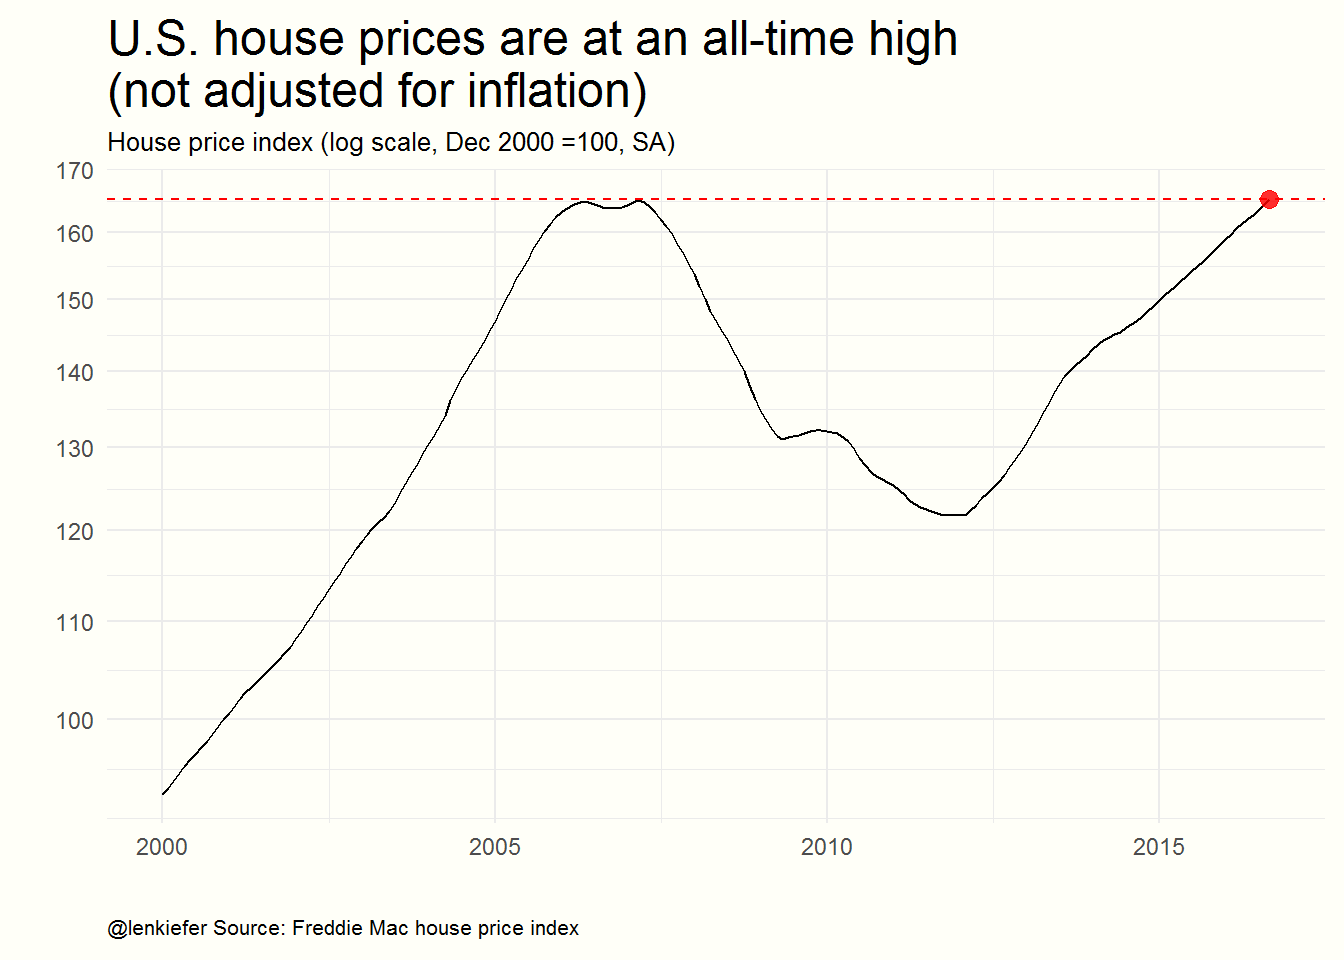 U.S. house prices are at an all-time high
(not adjusted for inflation)
House price index (log scale, Dec 2000 =100, SA)
170
160
150
140
130
120
110
100
2000 2005 2010 2015
@lenkiefer Source: Freddie Mac house price index